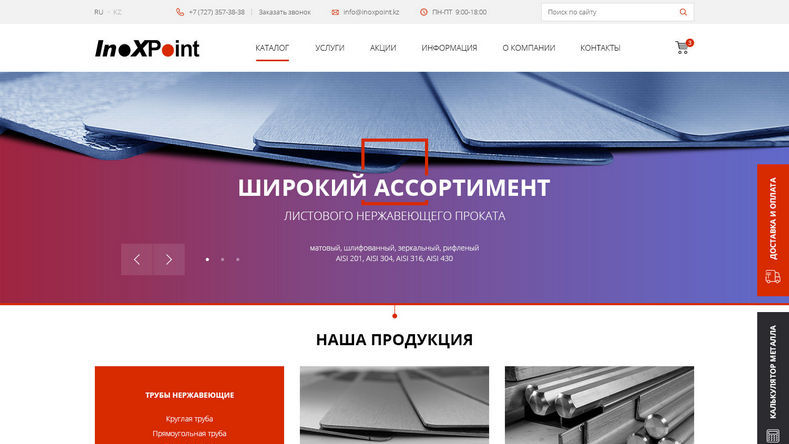 RU
KZ
+7 (727) 357-38-38
Заказать звонок
info@inoxpoint.kz
ПН-ПТ 9:00-18:00
Поиск по сайту
InoXPoint
КАТАЛОГ
УСЛУГИ
АКЦИИ
ИНФОРМАЦИЯ
О КОМПАНИИ
КОНТАКТЫ
3
ШИРОКИЙ АССОРТИМЕНТ
ЛИСТОВОГО НЕРЖАВЕЮЩЕГО ПРОКАТА
матовый, шлифованный, зеркальный, рифленый
AISI 201, AISI 304, AISI 316, AISI 430
ДОСТАВКА И ОПЛАТА
КАЛЬКУЛЯТОР МЕТАЛЛА
НАША ПРОДУКЦИЯ
ТРУБЫ НЕРЖАВЕЮЩИЕ
Круглая труба
Прямоугольная труба